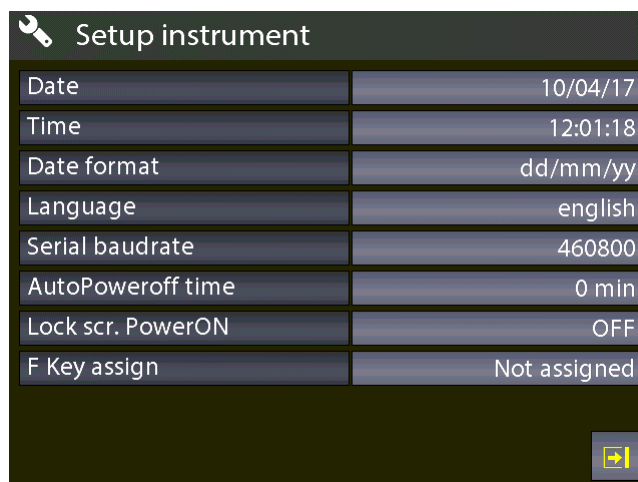 Setup instrument
Date 10/04/17
Time 12:01:18
Date format dd/mm/yy
Language english
Serial baudrate 460800
AutoPoweroff time 0 min
Lock scr. PowerON OFF
F Key assign Not assigned